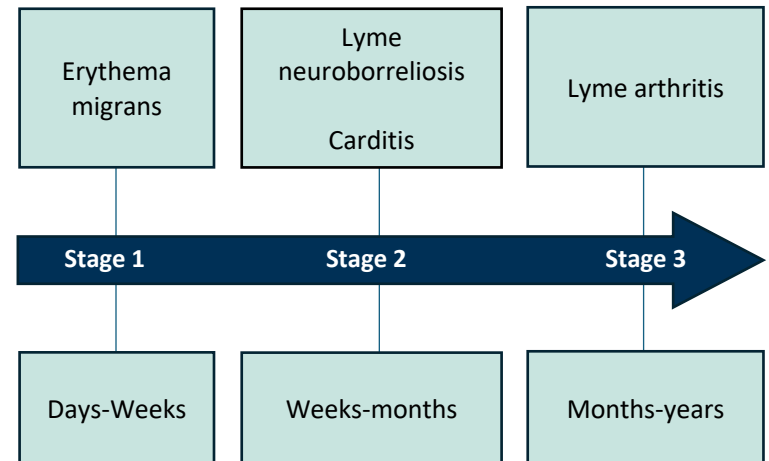 Erythema
migrans
Lyme
neuroborreliosis
Carditis
Lyme arthritis
Stage 1
Stage 2
Stage 3
Days-Weeks
Weeks-months
Months-years